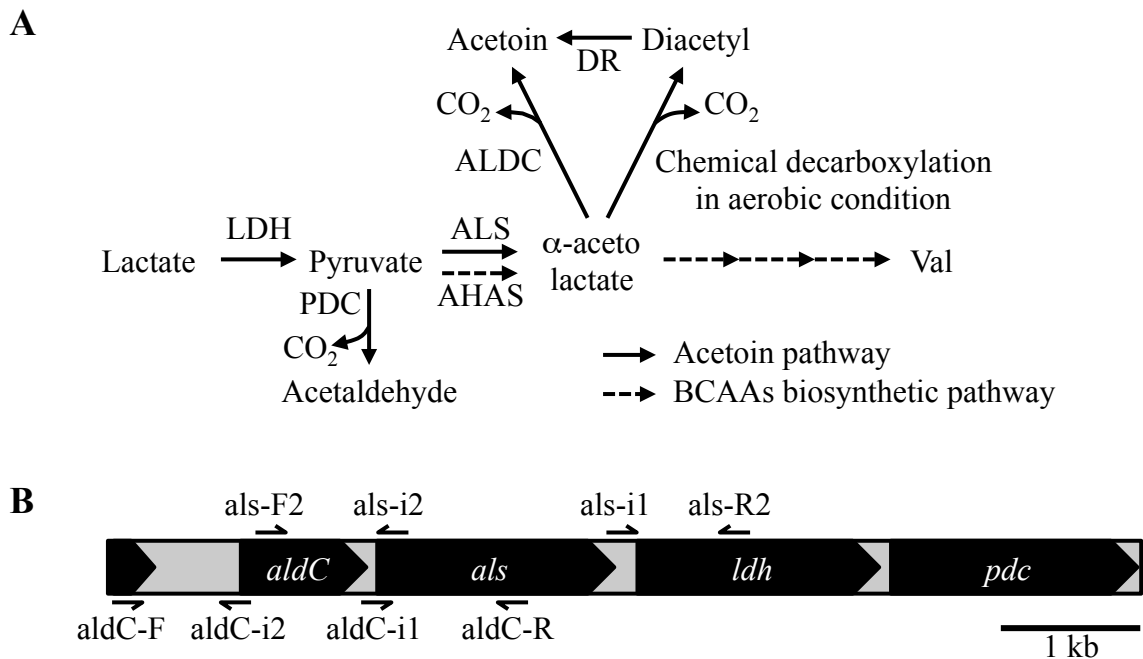 A
Acetoin
Diacetyl
DR
CO2
CO2
ALDC
Chemical decarboxylation
in aerobic condition
LDH
ALS
Lactate
Pyruvate
α-aceto
lactate
Val
AHAS
PDC
CO2
Acetaldehyde
Acetoin pathway
BCAAs biosynthetic pathway
B
als-F2
als-i2
als-i1
als-R2
aldC
als
ldh
pdc
aldC-F
aldC-i2
aldC-i1
aldC-R
1 kb